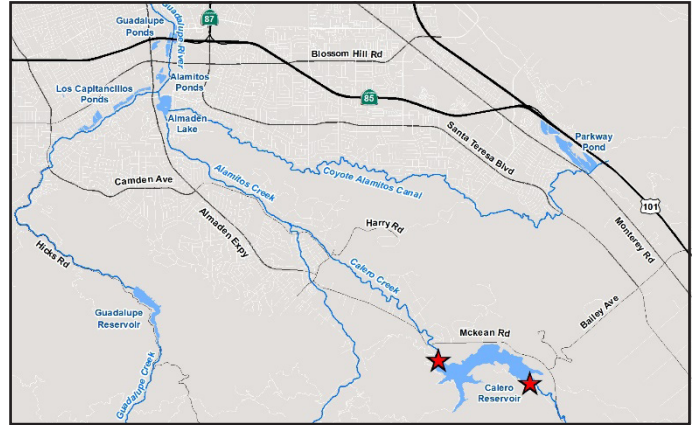 Guadalupe
Ponds
Guadalupe River
87
Blossom Hill Rd
Los Capitancillos
Ponds
Alamitos
Ponds
Almaden
Lake
85
Santa Teresa Blvd
Parkway
Pond
Camden Ave
Alamitos Creek
Coyote Alamitos Canal
101
Almaden Expy
Harry Rd
Monterey Rd
Hicks Rd
Calero Creek
Bailey Ave
Guadalupe
Reservoir
Mckean Rd
Guadalupe Creek
Calero
Reservoir